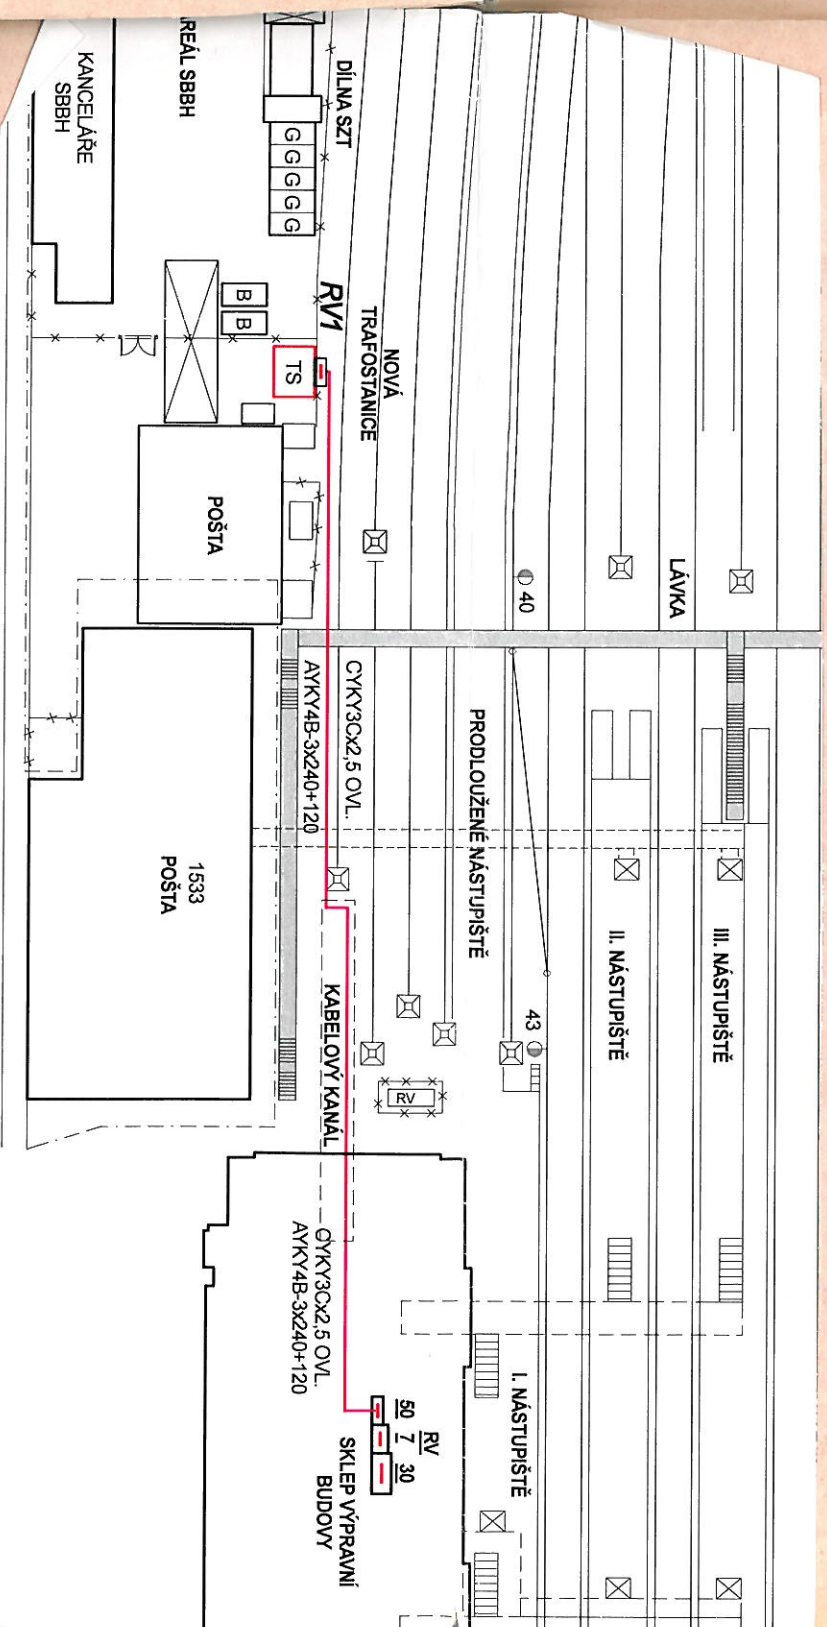 KANCELÁŘE
SBBH
REÁL SBBH
DÍLNA SZT
G
G
G
G
G
B
B
RV1
TS
NOVÁ
TRAFOSTANICE
POŠTA
40
LÁVKA
CYKY3Cx2,5 OVL.
AYKY4B-3x240+120
PRODLOUŽENÉ NÁSTUPIŠTĚ
1533
POŠTA
III. NÁSTUPIŠTĚ
II. NÁSTUPIŠTĚ
43
KABELOVÝ KANÁL
RV
CYKY3Cx2,5 OVL.
AYKY4B-3x240+120
I. NÁSTUPIŠTĚ
RV
50 7 30
SKLEP VÝPRAVNÍ
BUDOVY